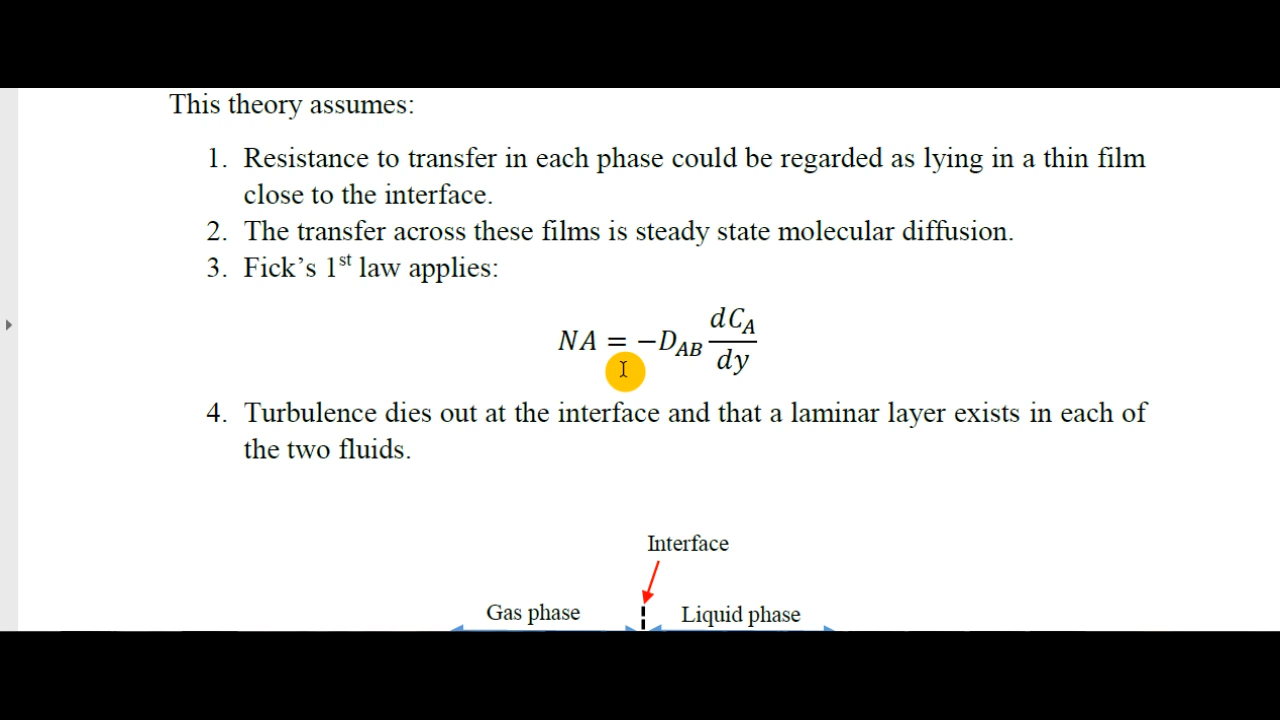 This theory assumes:
1. Resistance to transfer in each phase could be regarded as lying in a thin film
close to the interface.
2. The transfer across these films is steady state molecular diffusion.
3. Fick's 1st law applies:
NA = −D_AB dC_A/dy
4. Turbulence dies out at the interface and that a laminar layer exists in each of
the two fluids.
Interface
Gas phase
Liquid phase